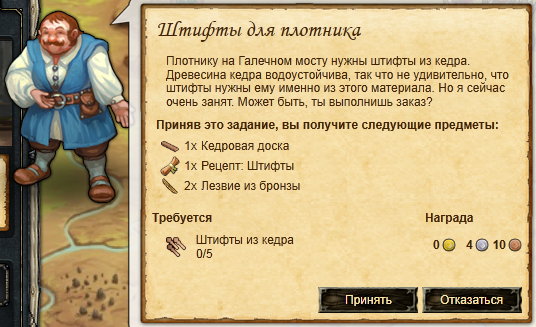 Штифты для плотника
Плотнику на Галечном мосту нужны штифты из кедра.
Древесина кедра водоустойчива, так что не удивительно, что
штифты нужны ему именно из этого материала. Но я сейчас
очень занят. Может быть, ты выполнишь заказ?
Приняв это задание, вы получите следующие предметы:
1x Кедровая доска
1x Рецепт: Штифты
2x Лезвие из бронзы
Требуется Награда
Штифты из кедра
0/5
0 4 10
Принять Отказаться